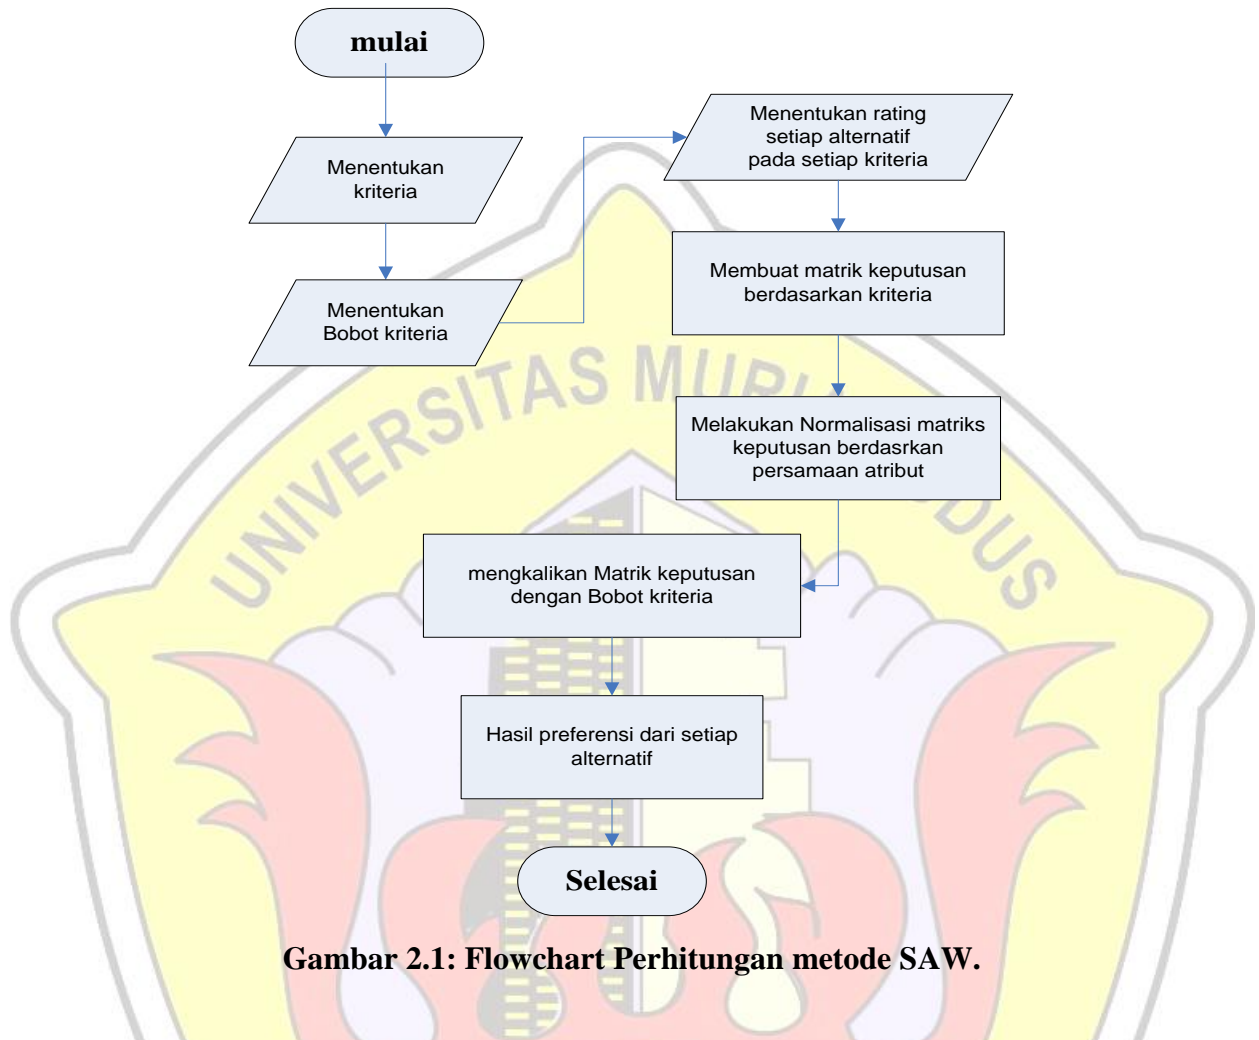 mulai
Menentukan
kriteria
Menentukan
Bobot kriteria
Menentukan rating
setiap alternatif
pada setiap kriteria
Membuat matrik keputusan
berdasarkan kriteria
Melakukan Normalisasi matriks
keputusan berdasrkan
persamaan atribut
mengkalikan Matrik keputusan
dengan Bobot kriteria
Hasil preferensi dari setiap
alternatif
Selesai
Gambar 2.1: Flowchart Perhitungan metode SAW.
UNIVERSITAS